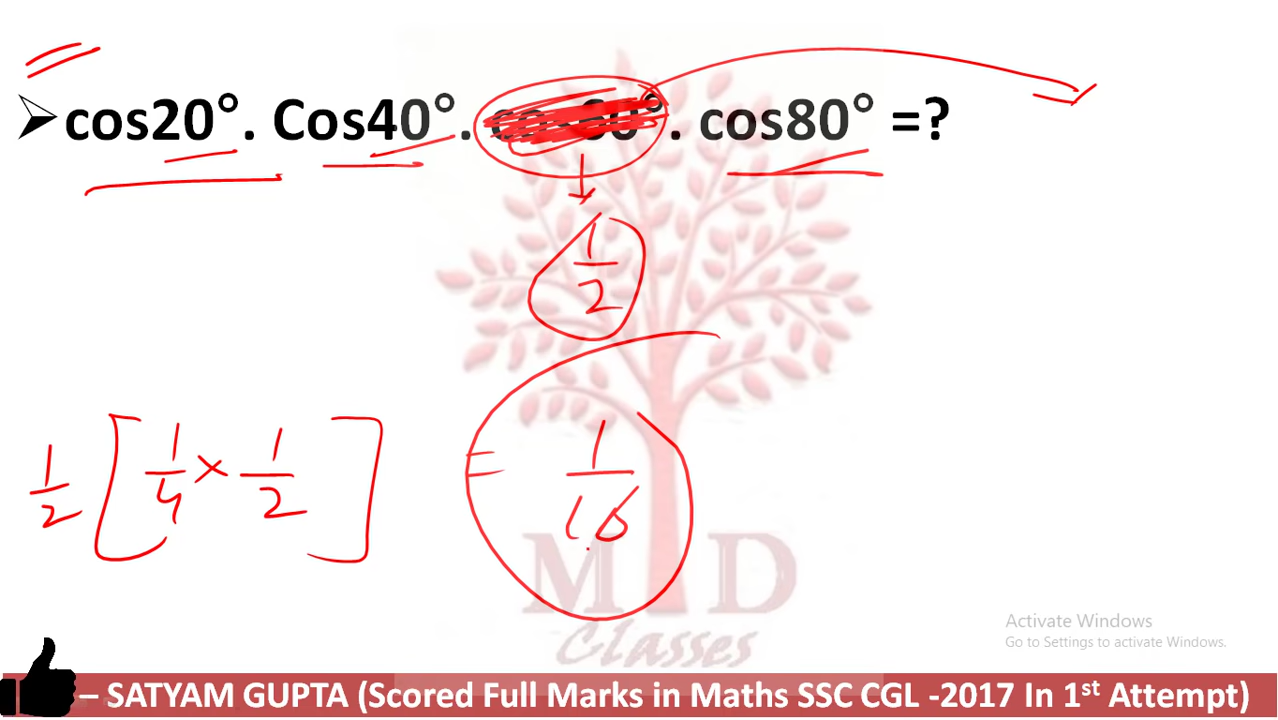 ➤cos20°. Cos40°. cos60°. cos80° =?
1/2
1/2 [1/4 × 1/2] = 1/16
MD
Classes
Activate Windows
Go to Settings to activate Windows.
– SATYAM GUPTA (Scored Full Marks in Maths SSC CGL -2017 In 1st Attempt)